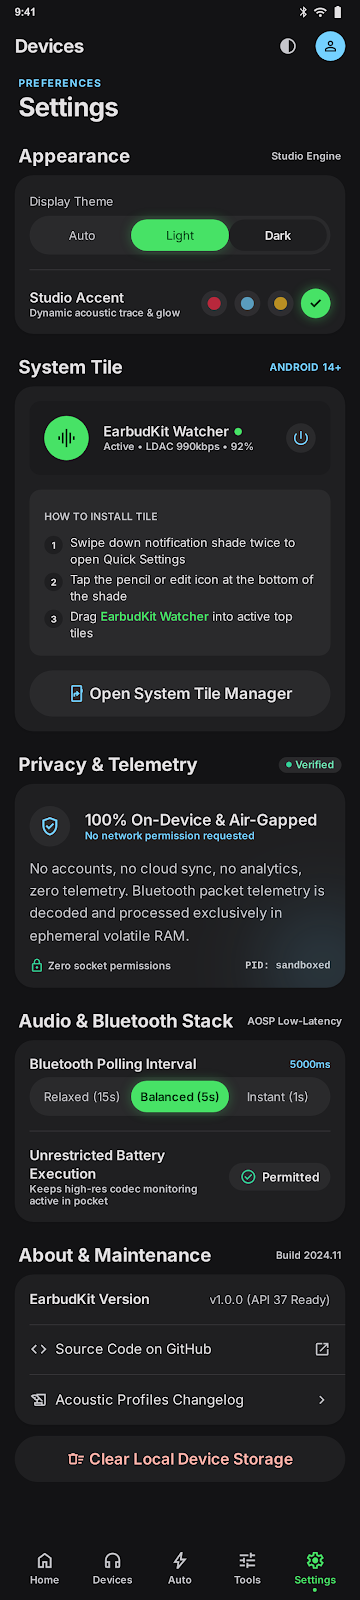 9:41
Devices
PREFERENCES
Settings
Appearance
Studio Engine
Display Theme
Auto
Light
Dark
Studio Accent
Dynamic acoustic trace & glow
System Tile
ANDROID 14+
EarbudKit Watcher
Active • LDAC 990kbps • 92%
HOW TO INSTALL TILE
1 Swipe down notification shade twice to
open Quick Settings
2 Tap the pencil or edit icon at the bottom of
the shade
3 Drag EarbudKit Watcher into active top
tiles
Open System Tile Manager
Privacy & Telemetry
Verified
100% On-Device & Air-Gapped
No network permission requested
No accounts, no cloud sync, no analytics,
zero telemetry. Bluetooth packet telemetry is
decoded and processed exclusively in
ephemeral volatile RAM.
Zero socket permissions
PID: sandboxed
Audio & Bluetooth Stack
AOSP Low-Latency
Bluetooth Polling Interval
5000ms
Relaxed (15s)
Balanced (5s)
Instant (1s)
Unrestricted Battery
Execution
Keeps high-res codec monitoring
active in pocket
Permitted
About & Maintenance
Build 2024.11
EarbudKit Version
v1.0.0 (API 37 Ready)
Source Code on GitHub
Acoustic Profiles Changelog
Clear Local Device Storage
Home
Devices
Auto
Tools
Settings